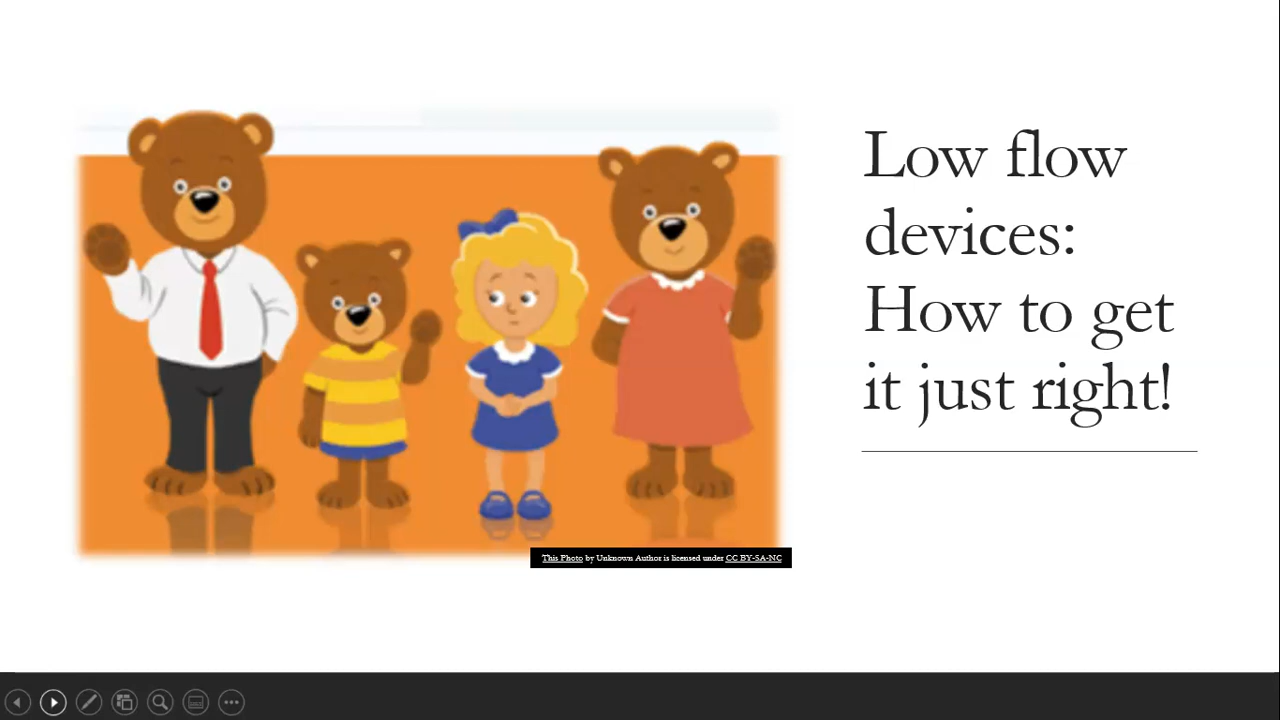 Low flow
devices:
How to get
it just right!
This Photo by Unknown Author is licensed under CC BY-SA-NC